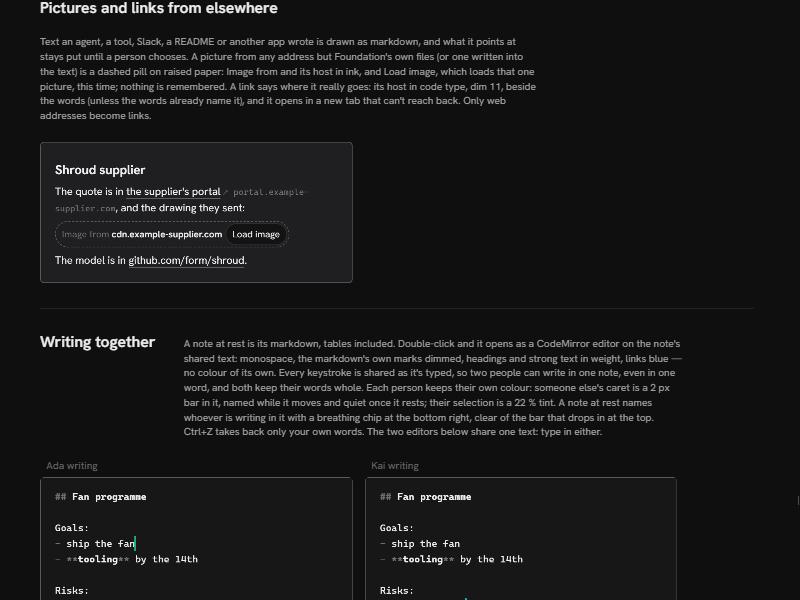 Pictures and links from elsewhere
Text an agent, a tool, Slack, a README or another app wrote is drawn as markdown, and what it points at
stays put until a person chooses. A picture from any address but Foundation's own files (or one written into
the text) is a dashed pill on raised paper: Image from and its host in ink, and Load image, which loads that one
picture, this time; nothing is remembered. A link says where it really goes: its host in code type, dim 11, beside
the words (unless the words already name it), and it opens in a new tab that can't reach back. Only web
addresses become links.
Shroud supplier
The quote is in the supplier's portal ↗ portal.example-
supplier.com, and the drawing they sent:
Image from cdn.example-supplier.com Load image
The model is in github.com/form/shroud.
Writing together
A note at rest is its markdown, tables included. Double-click and it opens as a CodeMirror editor on the note's
shared text: monospace, the markdown's own marks dimmed, headings and strong text in weight, links blue —
no colour of its own. Every keystroke is shared as it's typed, so two people can write in one note, even in one
word, and both keep their words whole. Each person keeps their own colour: someone else's caret is a 2 px
bar in it, named while it moves and quiet once it rests; their selection is a 22 % tint. A note at rest names
whoever is writing in it with a breathing chip at the bottom right, clear of the bar that drops in at the top.
Ctrl+Z takes back only your own words. The two editors below share one text: type in either.
Ada writing
## Fan programme
Goals:
- ship the fan
- **tooling** by the 14th
Risks:
Kai writing
## Fan programme
Goals:
- ship the fan
- **tooling** by the 14th
Risks: